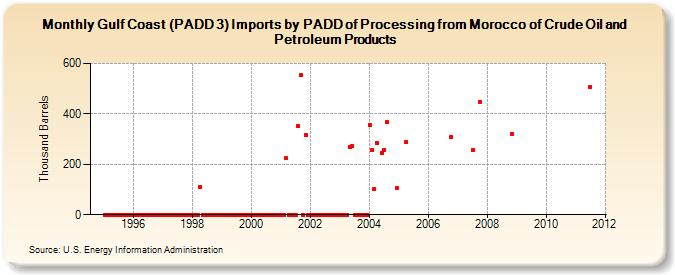 Monthly Gulf Coast (PADD 3) Imports by PADD of Processing from Morocco of Crude Oil and
Petroleum Products
Thousand Barrels
600
400
200
0
1996 1998 2000 2002 2004 2006 2008 2010 2012
Source: U.S. Energy Information Administration